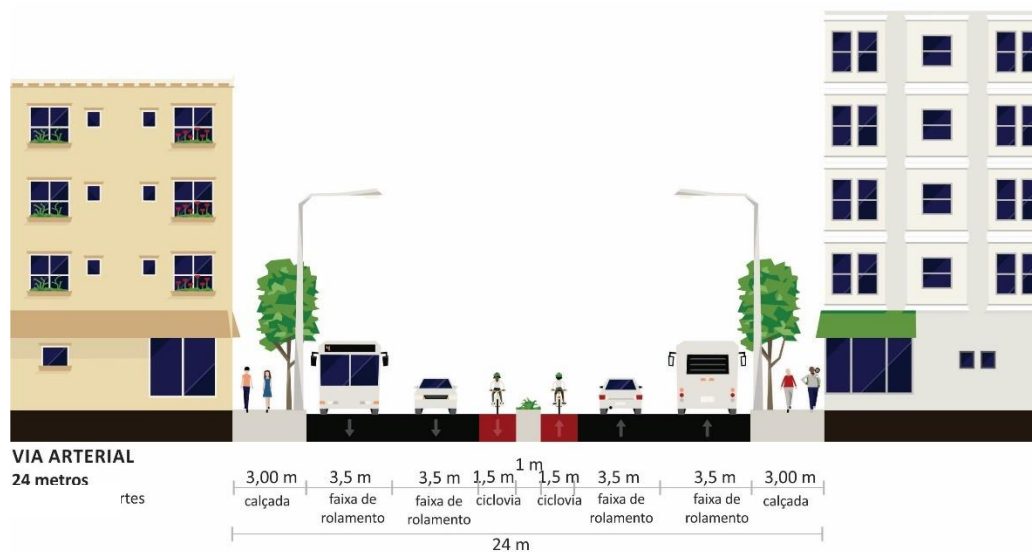 VIA ARTERIAL
24 metros
rtes
1 m
3,00 m 3,5 m 3,5 m 1,5 m 1,5 m 3,5 m 3,5 m 3,00 m
calçada faixa de rolamento faixa de rolamento ciclovia ciclovia faixa de rolamento faixa de rolamento calçada
24 m